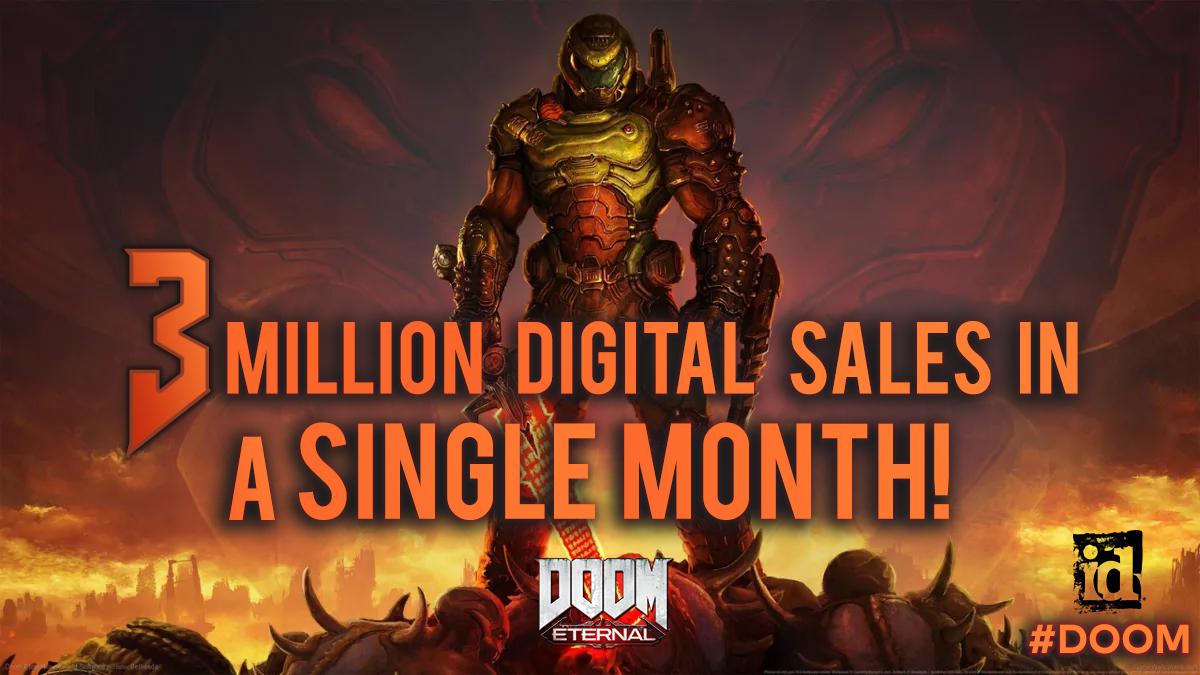 3 MILLION DIGITAL SALES IN
A SINGLE MONTH!
DOOM
ETERNAL
id
#DOOM